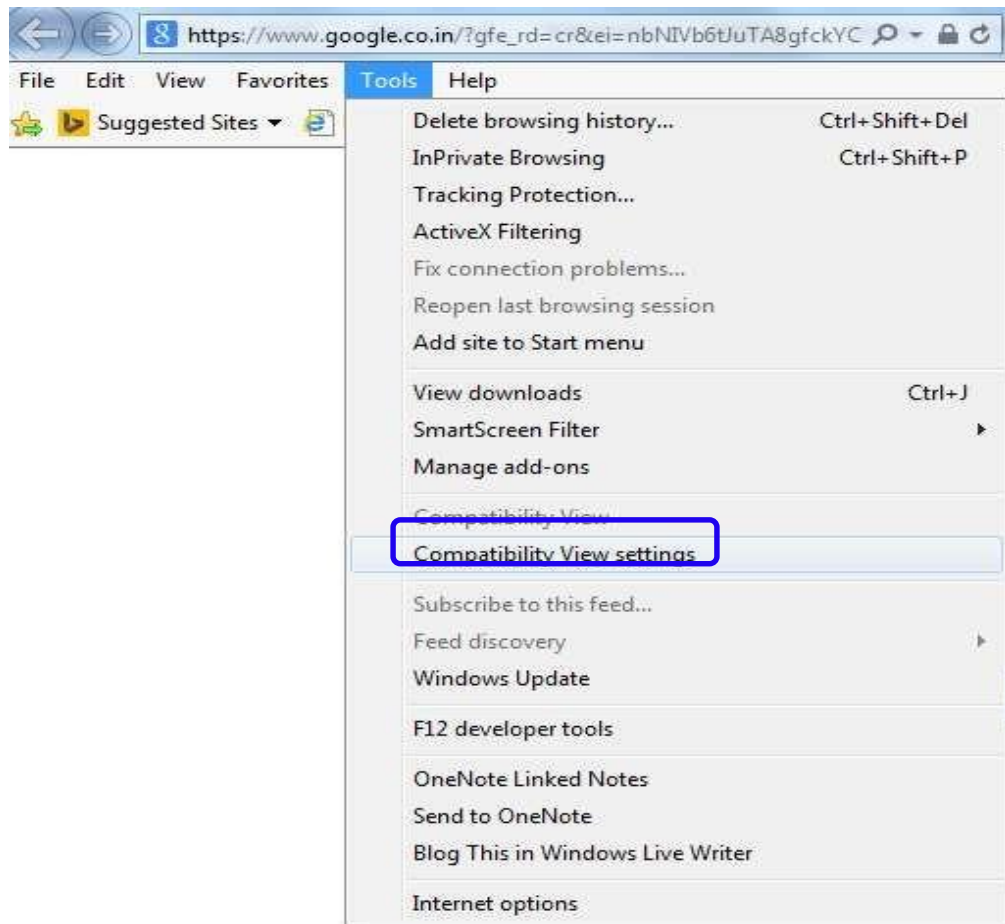 8 https://www.google.co.in/?gfe_rd=cr&ei=nbNIVb6tJuTA8gfckYC
File Edit View Favorites Tools Help
Suggested Sites
Delete browsing history... Ctrl+Shift+Del
InPrivate Browsing Ctrl+Shift+P
Tracking Protection...
ActiveX Filtering
Fix connection problems...
Reopen last browsing session
Add site to Start menu
View downloads Ctrl+J
SmartScreen Filter
Manage add-ons
Compatibility View
Compatibility View settings
Subscribe to this feed...
Feed discovery
Windows Update
F12 developer tools
OneNote Linked Notes
Send to OneNote
Blog This in Windows Live Writer
Internet options